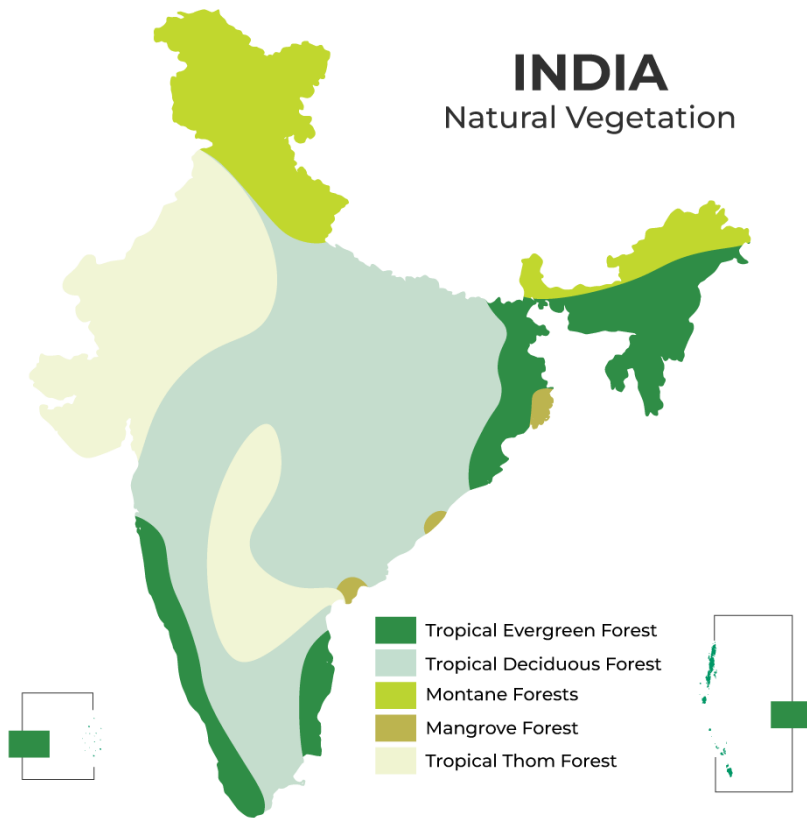 INDIA
Natural Vegetation
Tropical Evergreen Forest
Tropical Deciduous Forest
Montane Forests
Mangrove Forest
Tropical Thom Forest